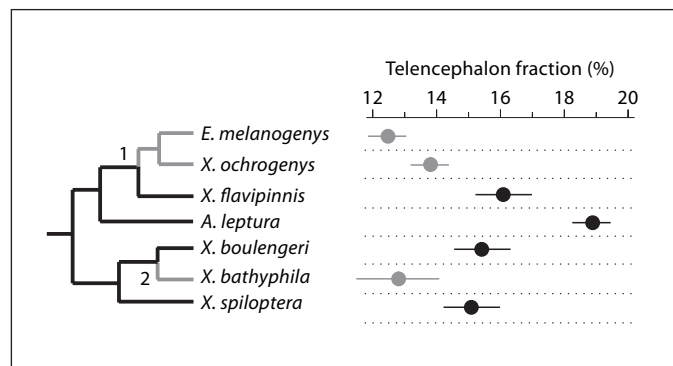 Telencephalon fraction (%)
12 14 16 18 20
E. melanogenys
1
X. ochrogenys
X. flavipinnis
A. leptura
X. boulengeri
2 X. bathyphila
X. spiloptera